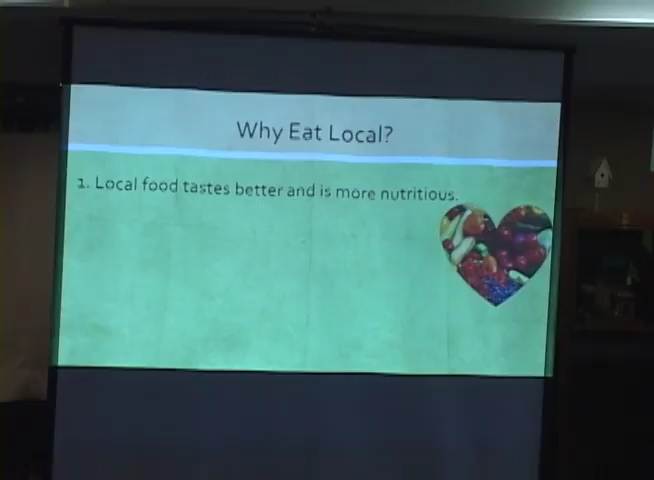 Why Eat Local?
1. Local food tastes better and is more nutritious.